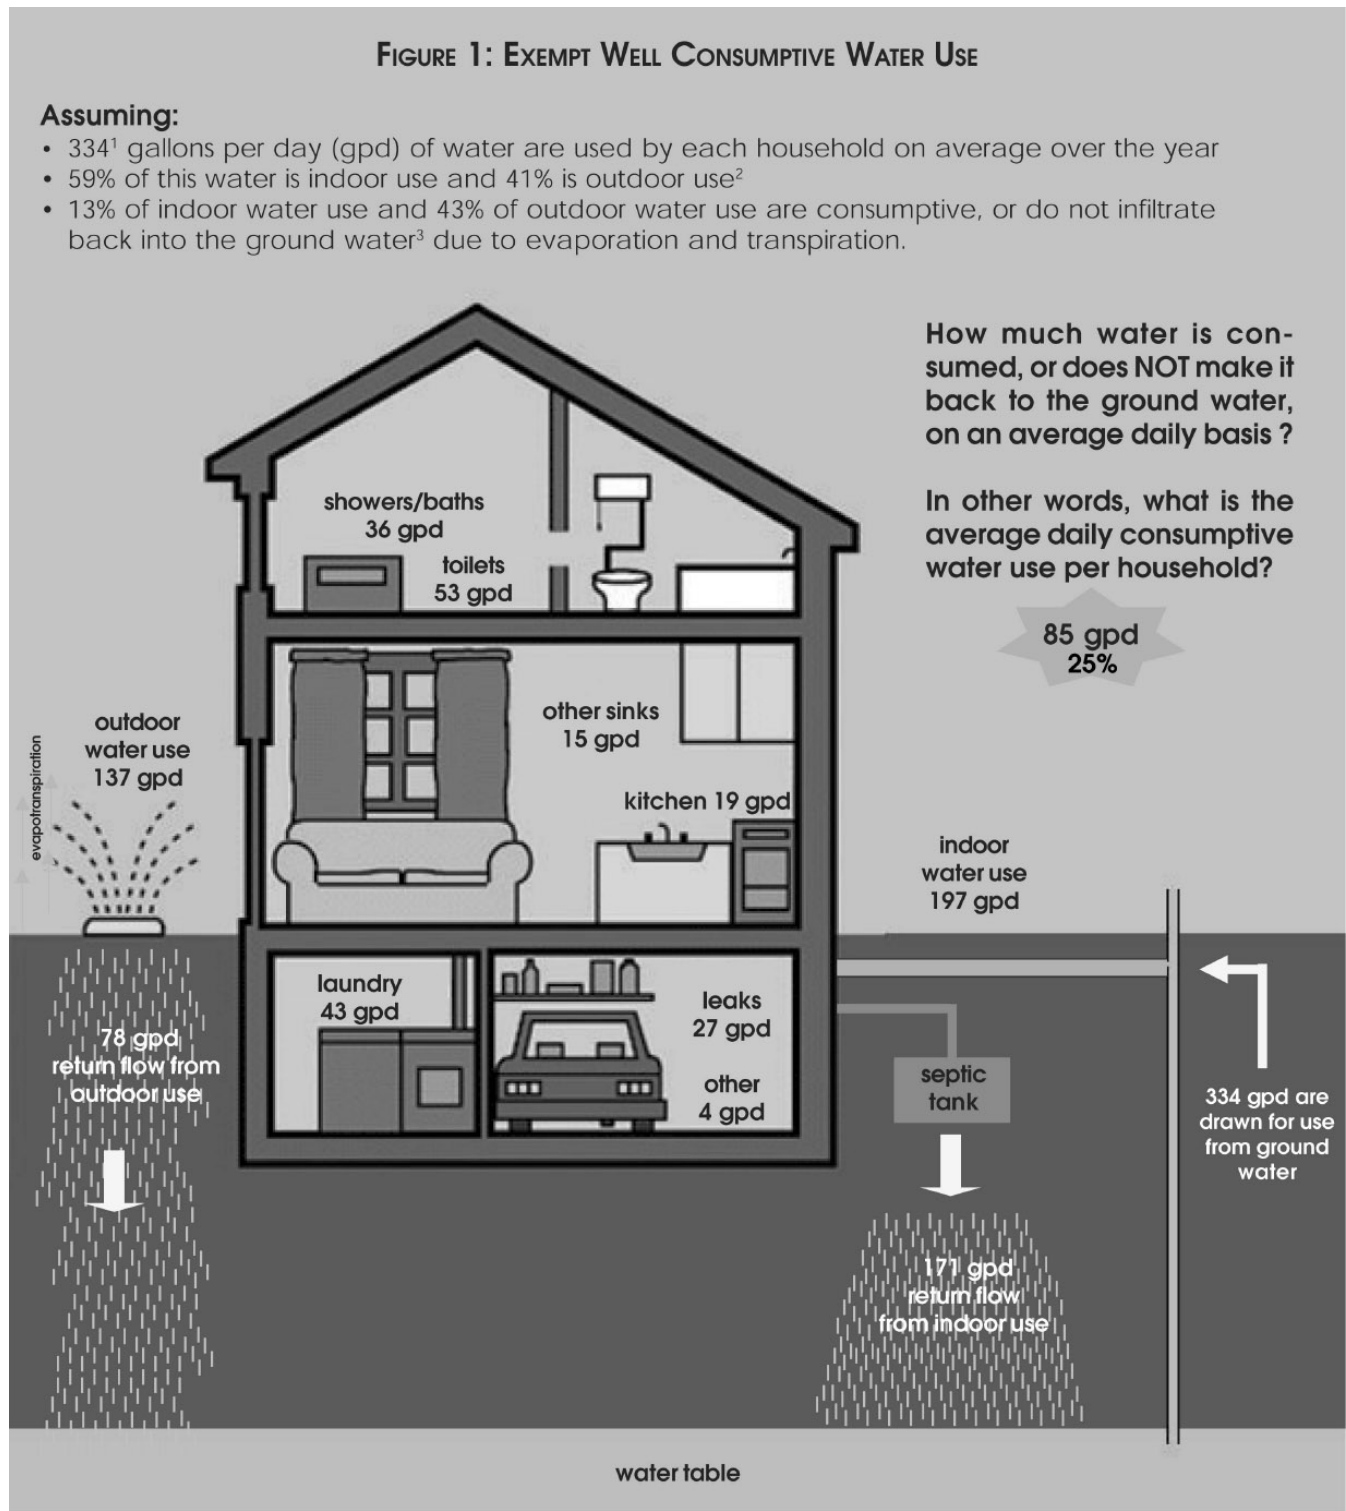 FIGURE 1: EXEMPT WELL CONSUMPTIVE WATER USE
Assuming:
• 334¹ gallons per day (gpd) of water are used by each household on average over the year
• 59% of this water is indoor use and 41% is outdoor use²
• 13% of indoor water use and 43% of outdoor water use are consumptive, or do not infiltrate
back into the ground water³ due to evaporation and transpiration.
How much water is con-
sumed, or does NOT make it
back to the ground water,
on an average daily basis ?
In other words, what is the
average daily consumptive
water use per household?
85 gpd
25%
showers/baths
36 gpd
toilets
53 gpd
other sinks
15 gpd
kitchen 19 gpd
outdoor
water use
137 gpd
evapotranspiration
indoor
water use
197 gpd
laundry
43 gpd
leaks
27 gpd
other
4 gpd
78 gpd
return flow from
outdoor use
septic
tank
334 gpd are
drawn for use
from ground
water
171 gpd
return flow
from indoor use
water table